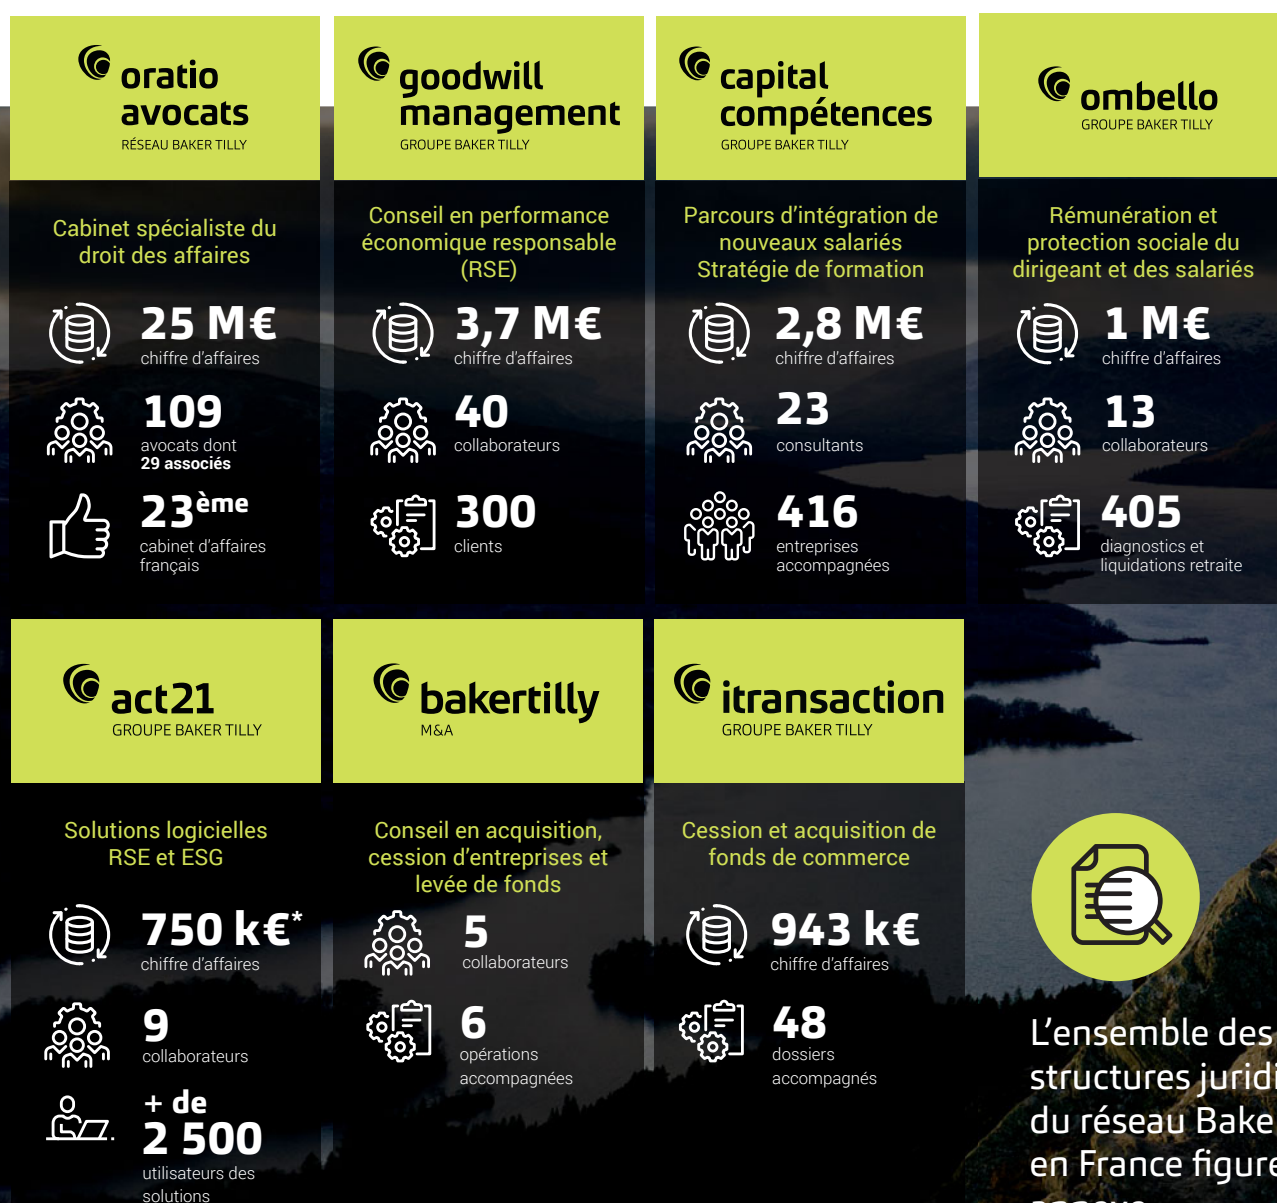 oratio
avocats
RÉSEAU BAKER TILLY
Cabinet spécialiste du
droit des affaires
25 M€
chiffre d'affaires
109
avocats dont
29 associés
23ème
cabinet d'affaires
français
goodwill
management
GROUPE BAKER TILLY
Conseil en performance
économique responsable
(RSE)
3,7 M€
chiffre d'affaires
40
collaborateurs
300
clients
capital
compétences
GROUPE BAKER TILLY
Parcours d'intégration de
nouveaux salariés
Stratégie de formation
2,8 M€
chiffre d'affaires
23
consultants
416
entreprises
accompagnées
ombello
GROUPE BAKER TILLY
Rémunération et
protection sociale du
dirigeant et des salariés
1 M€
chiffre d'affaires
13
collaborateurs
405
diagnostics et
liquidations retraite
act21
GROUPE BAKER TILLY
Solutions logicielles
RSE et ESG
750 k€*
chiffre d'affaires
9
collaborateurs
+ de
2 500
utilisateurs des
solutions
bakertilly
M&A
Conseil en acquisition,
cession d'entreprises et
levée de fonds
5
collaborateurs
6
opérations
accompagnées
itransaction
GROUPE BAKER TILLY
Cession et acquisition de
fonds de commerce
943 k€
chiffre d'affaires
48
dossiers
accompagnés
L'ensemble des
structures juridi
du réseau Bake
en France figure